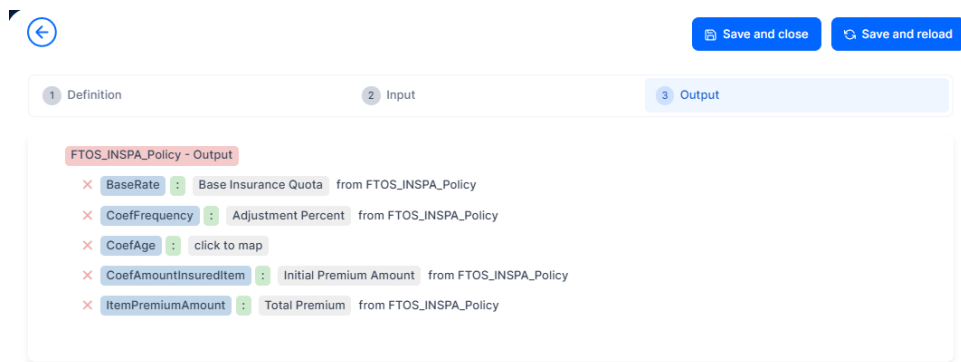 Save and close
Save and reload
1 Definition
2 Input
3 Output
FTOS_INSPA_Policy - Output
BaseRate : Base Insurance Quota from FTOS_INSPA_Policy
CoefFrequency : Adjustment Percent from FTOS_INSPA_Policy
CoefAge : click to map
CoefAmountInsuredItem : Initial Premium Amount from FTOS_INSPA_Policy
ItemPremiumAmount : Total Premium from FTOS_INSPA_Policy